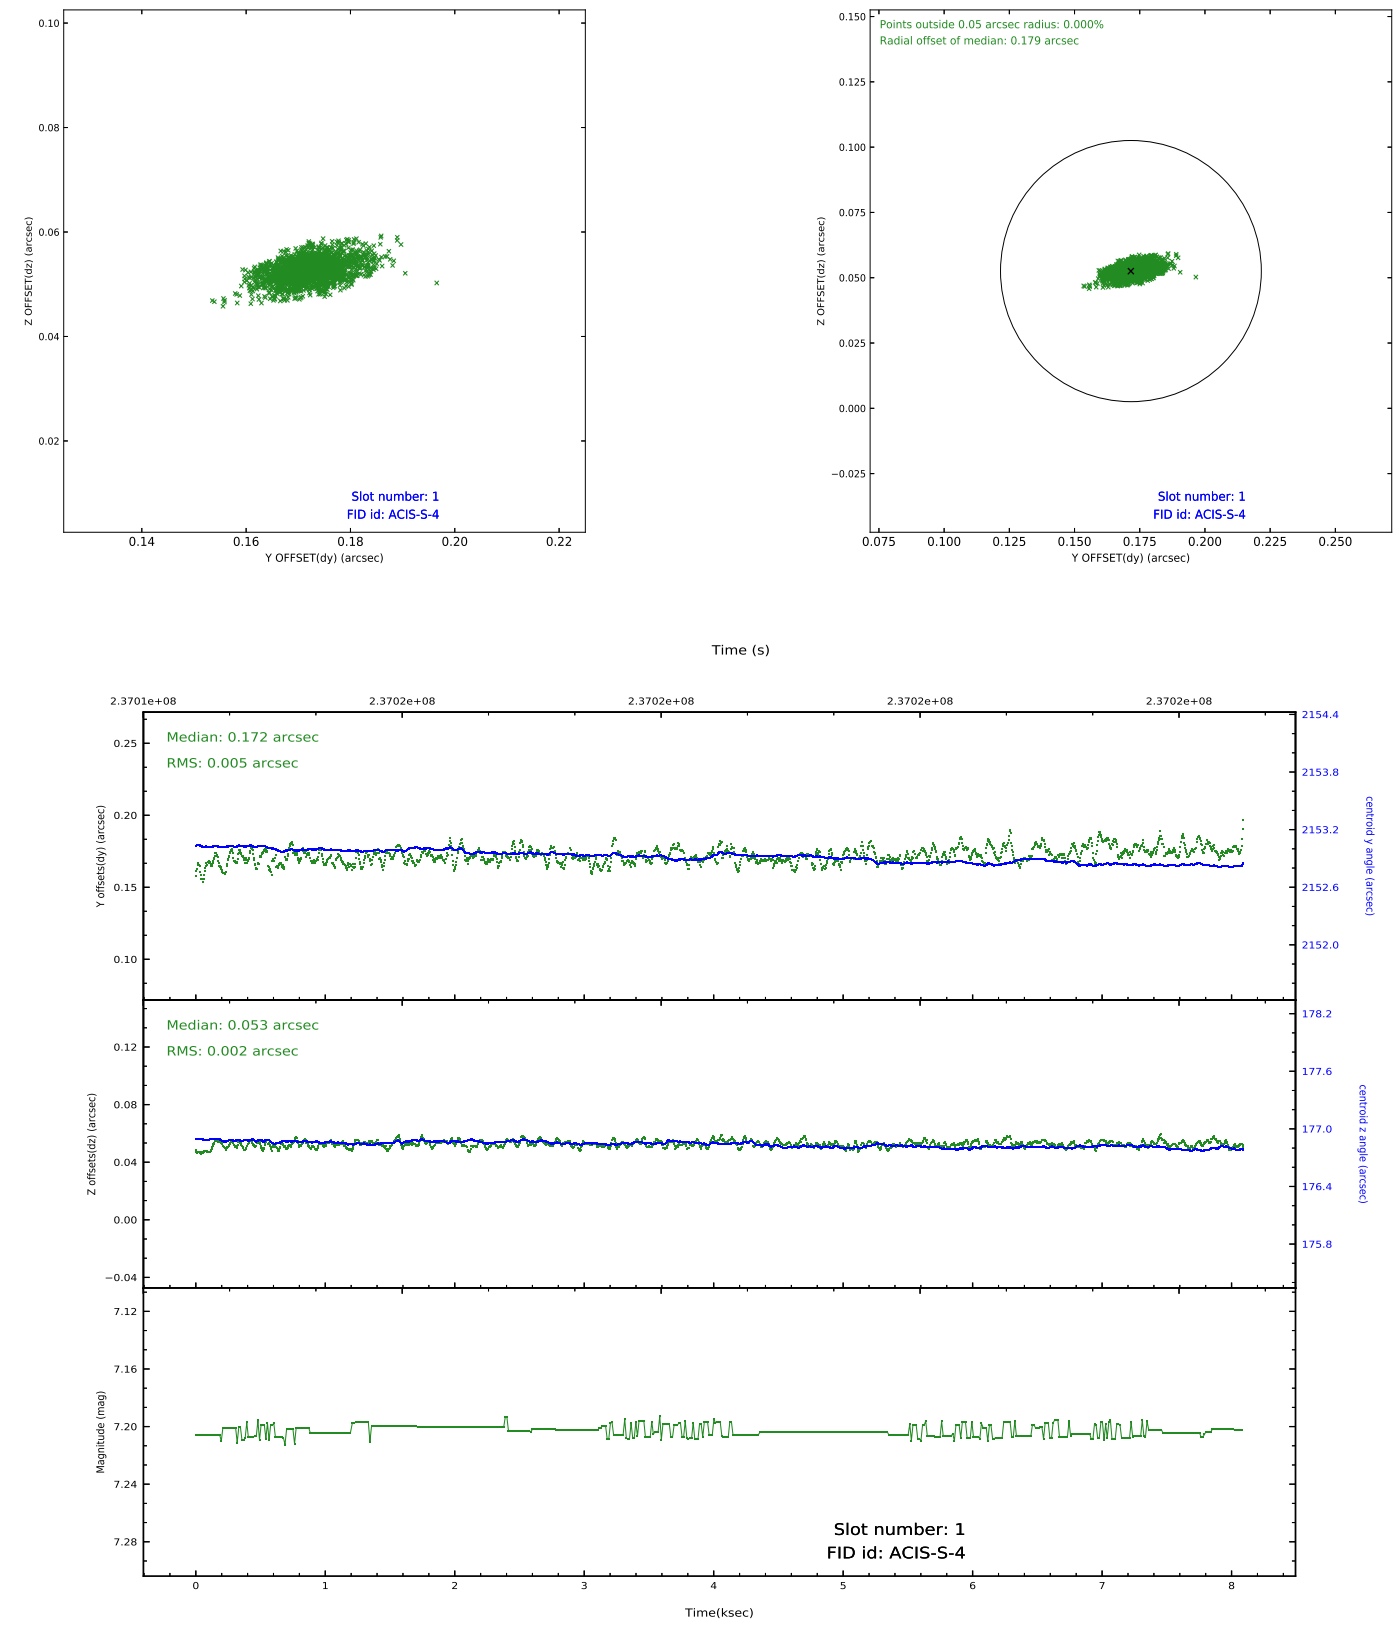 0.10
0.08
0.06
0.04
0.02
Z OFFSET(dz) (arcsec)
Slot number: 1
FID id: ACIS-S-4
0.14 0.16 0.18 0.20 0.22
Y OFFSET(dy) (arcsec)
Points outside 0.05 arcsec radius: 0.000%
Radial offset of median: 0.179 arcsec
0.150
0.125
0.100
0.075
0.050
0.025
0.000
−0.025
Z OFFSET(dz) (arcsec)
Slot number: 1
FID id: ACIS-S-4
0.075 0.100 0.125 0.150 0.175 0.200 0.225 0.250
Y OFFSET(dy) (arcsec)
Time (s)
2.3701e+08 2.3702e+08 2.3702e+08 2.3702e+08 2.3702e+08
Median: 0.172 arcsec
RMS: 0.005 arcsec
0.25
0.20
0.15
0.10
Y offsets(dy) (arcsec)
2154.4
2153.8
2153.2
2152.6
2152.0
centroid y angle (arcsec)
Median: 0.053 arcsec
RMS: 0.002 arcsec
0.12
0.08
0.04
0.00
−0.04
Z offsets(dz) (arcsec)
178.2
177.6
177.0
176.4
175.8
centroid z angle (arcsec)
7.12
7.16
7.20
7.24
7.28
Magnitude (mag)
Slot number: 1
FID id: ACIS-S-4
0 1 2 3 4 5 6 7 8
Time(ksec)